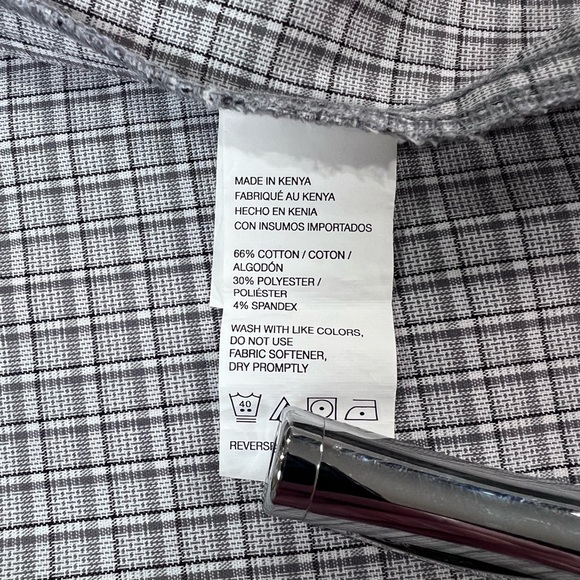 MADE IN KENYA
FABRIQUÉ AU KENYA
HECHO EN KENIA
CON INSUMOS IMPORTADOS
66% COTTON / COTON /
ALGODÓN
30% POLYESTER /
POLIÉSTER
4% SPANDEX
WASH WITH LIKE COLORS,
DO NOT USE
FABRIC SOFTENER,
DRY PROMPTLY
40
REVERSE